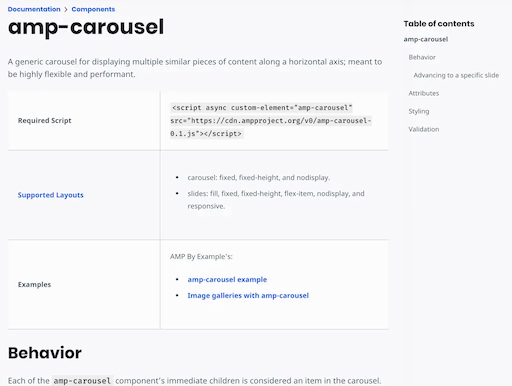 Documentation > Components
amp-carousel
A generic carousel for displaying multiple similar pieces of content along a horizontal axis; meant to
be highly flexible and performant.
Required Script
<script async custom-element="amp-carousel"
src="https://cdn.ampproject.org/v0/amp-carousel-
0.1.js"></script>
Supported Layouts
• carousel: fixed, fixed-height, and nodisplay.
• slides: fill, fixed, fixed-height, flex-item, nodisplay, and
responsive.
Examples
AMP By Example's:
• amp-carousel example
• Image galleries with amp-carousel
Behavior
Each of the amp-carousel component's immediate children is considered an item in the carousel.
Table of contents
amp-carousel
Behavior
Advancing to a specific slide
Attributes
Styling
Validation